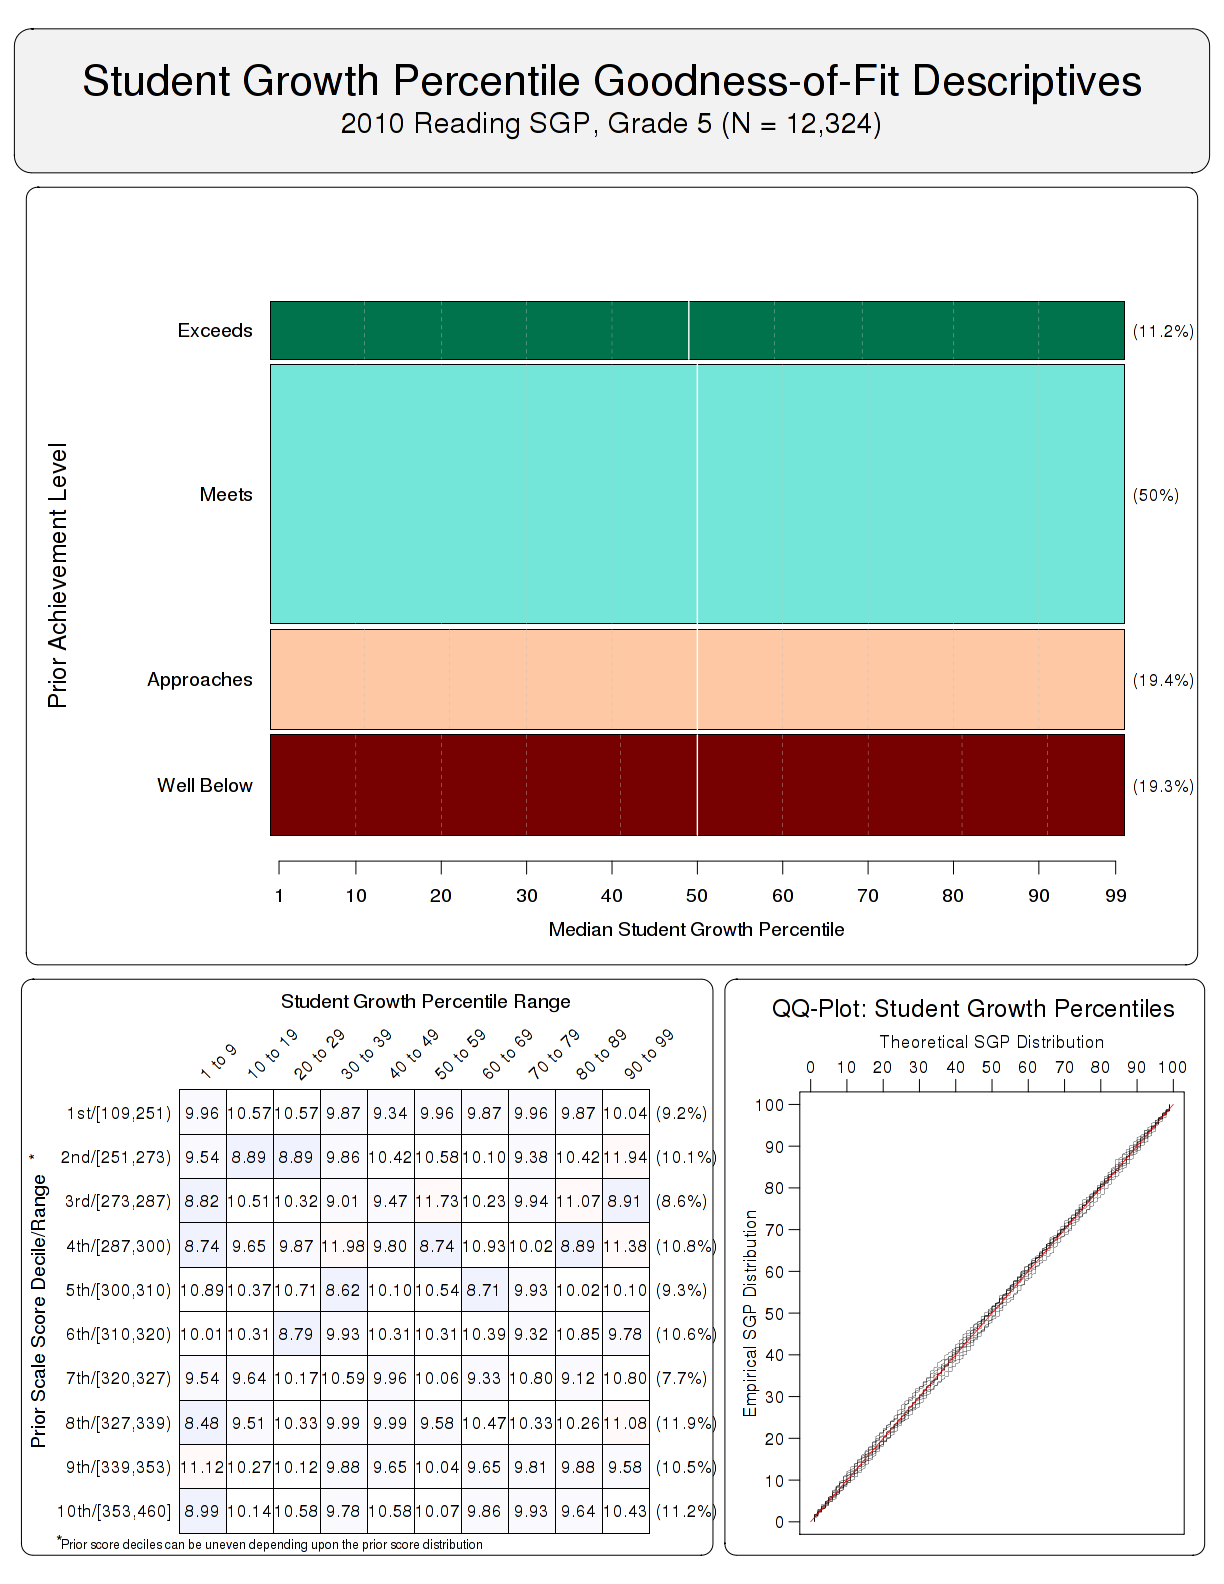 Student Growth Percentile Goodness-of-Fit Descriptives
2010 Reading SGP, Grade 5 (N = 12,324)
Prior Achievement Level
Exceeds (11.2%)
Meets (50%)
Approaches (19.4%)
Well Below (19.3%)
1 10 20 30 40 50 60 70 80 90 99
Median Student Growth Percentile
Student Growth Percentile Range
1 to 9 10 to 19 20 to 29 30 to 39 40 to 49 50 to 59 60 to 69 70 to 79 80 to 89 90 to 99
Prior Scale Score Decile/Range *
1st/[109,251) 9.96 10.57 10.57 9.87 9.34 9.96 9.87 9.96 9.87 10.04 (9.2%)
2nd/[251,273) 9.54 8.89 8.89 9.86 10.42 10.58 10.10 9.38 10.42 11.94 (10.1%)
3rd/[273,287) 8.82 10.51 10.32 9.01 9.47 11.73 10.23 9.94 11.07 8.91 (8.6%)
4th/[287,300) 8.74 9.65 9.87 11.98 9.80 8.74 10.93 10.02 8.89 11.38 (10.8%)
5th/[300,310) 10.89 10.37 10.71 8.62 10.10 10.54 8.71 9.93 10.02 10.10 (9.3%)
6th/[310,320) 10.01 10.31 8.79 9.93 10.31 10.31 10.39 9.32 10.85 9.78 (10.6%)
7th/[320,327) 9.54 9.64 10.17 10.59 9.96 10.06 9.33 10.80 9.12 10.80 (7.7%)
8th/[327,339) 8.48 9.51 10.33 9.99 9.99 9.58 10.47 10.33 10.26 11.08 (11.9%)
9th/[339,353) 11.12 10.27 10.12 9.88 9.65 10.04 9.65 9.81 9.88 9.58 (10.5%)
10th/[353,460] 8.99 10.14 10.58 9.78 10.58 10.07 9.86 9.93 9.64 10.43 (11.2%)
*Prior score deciles can be uneven depending upon the prior score distribution
QQ-Plot: Student Growth Percentiles
Theoretical SGP Distribution
0 10 20 30 40 50 60 70 80 90 100
Empirical SGP Distribution
100
90
80
70
60
50
40
30
20
10
0